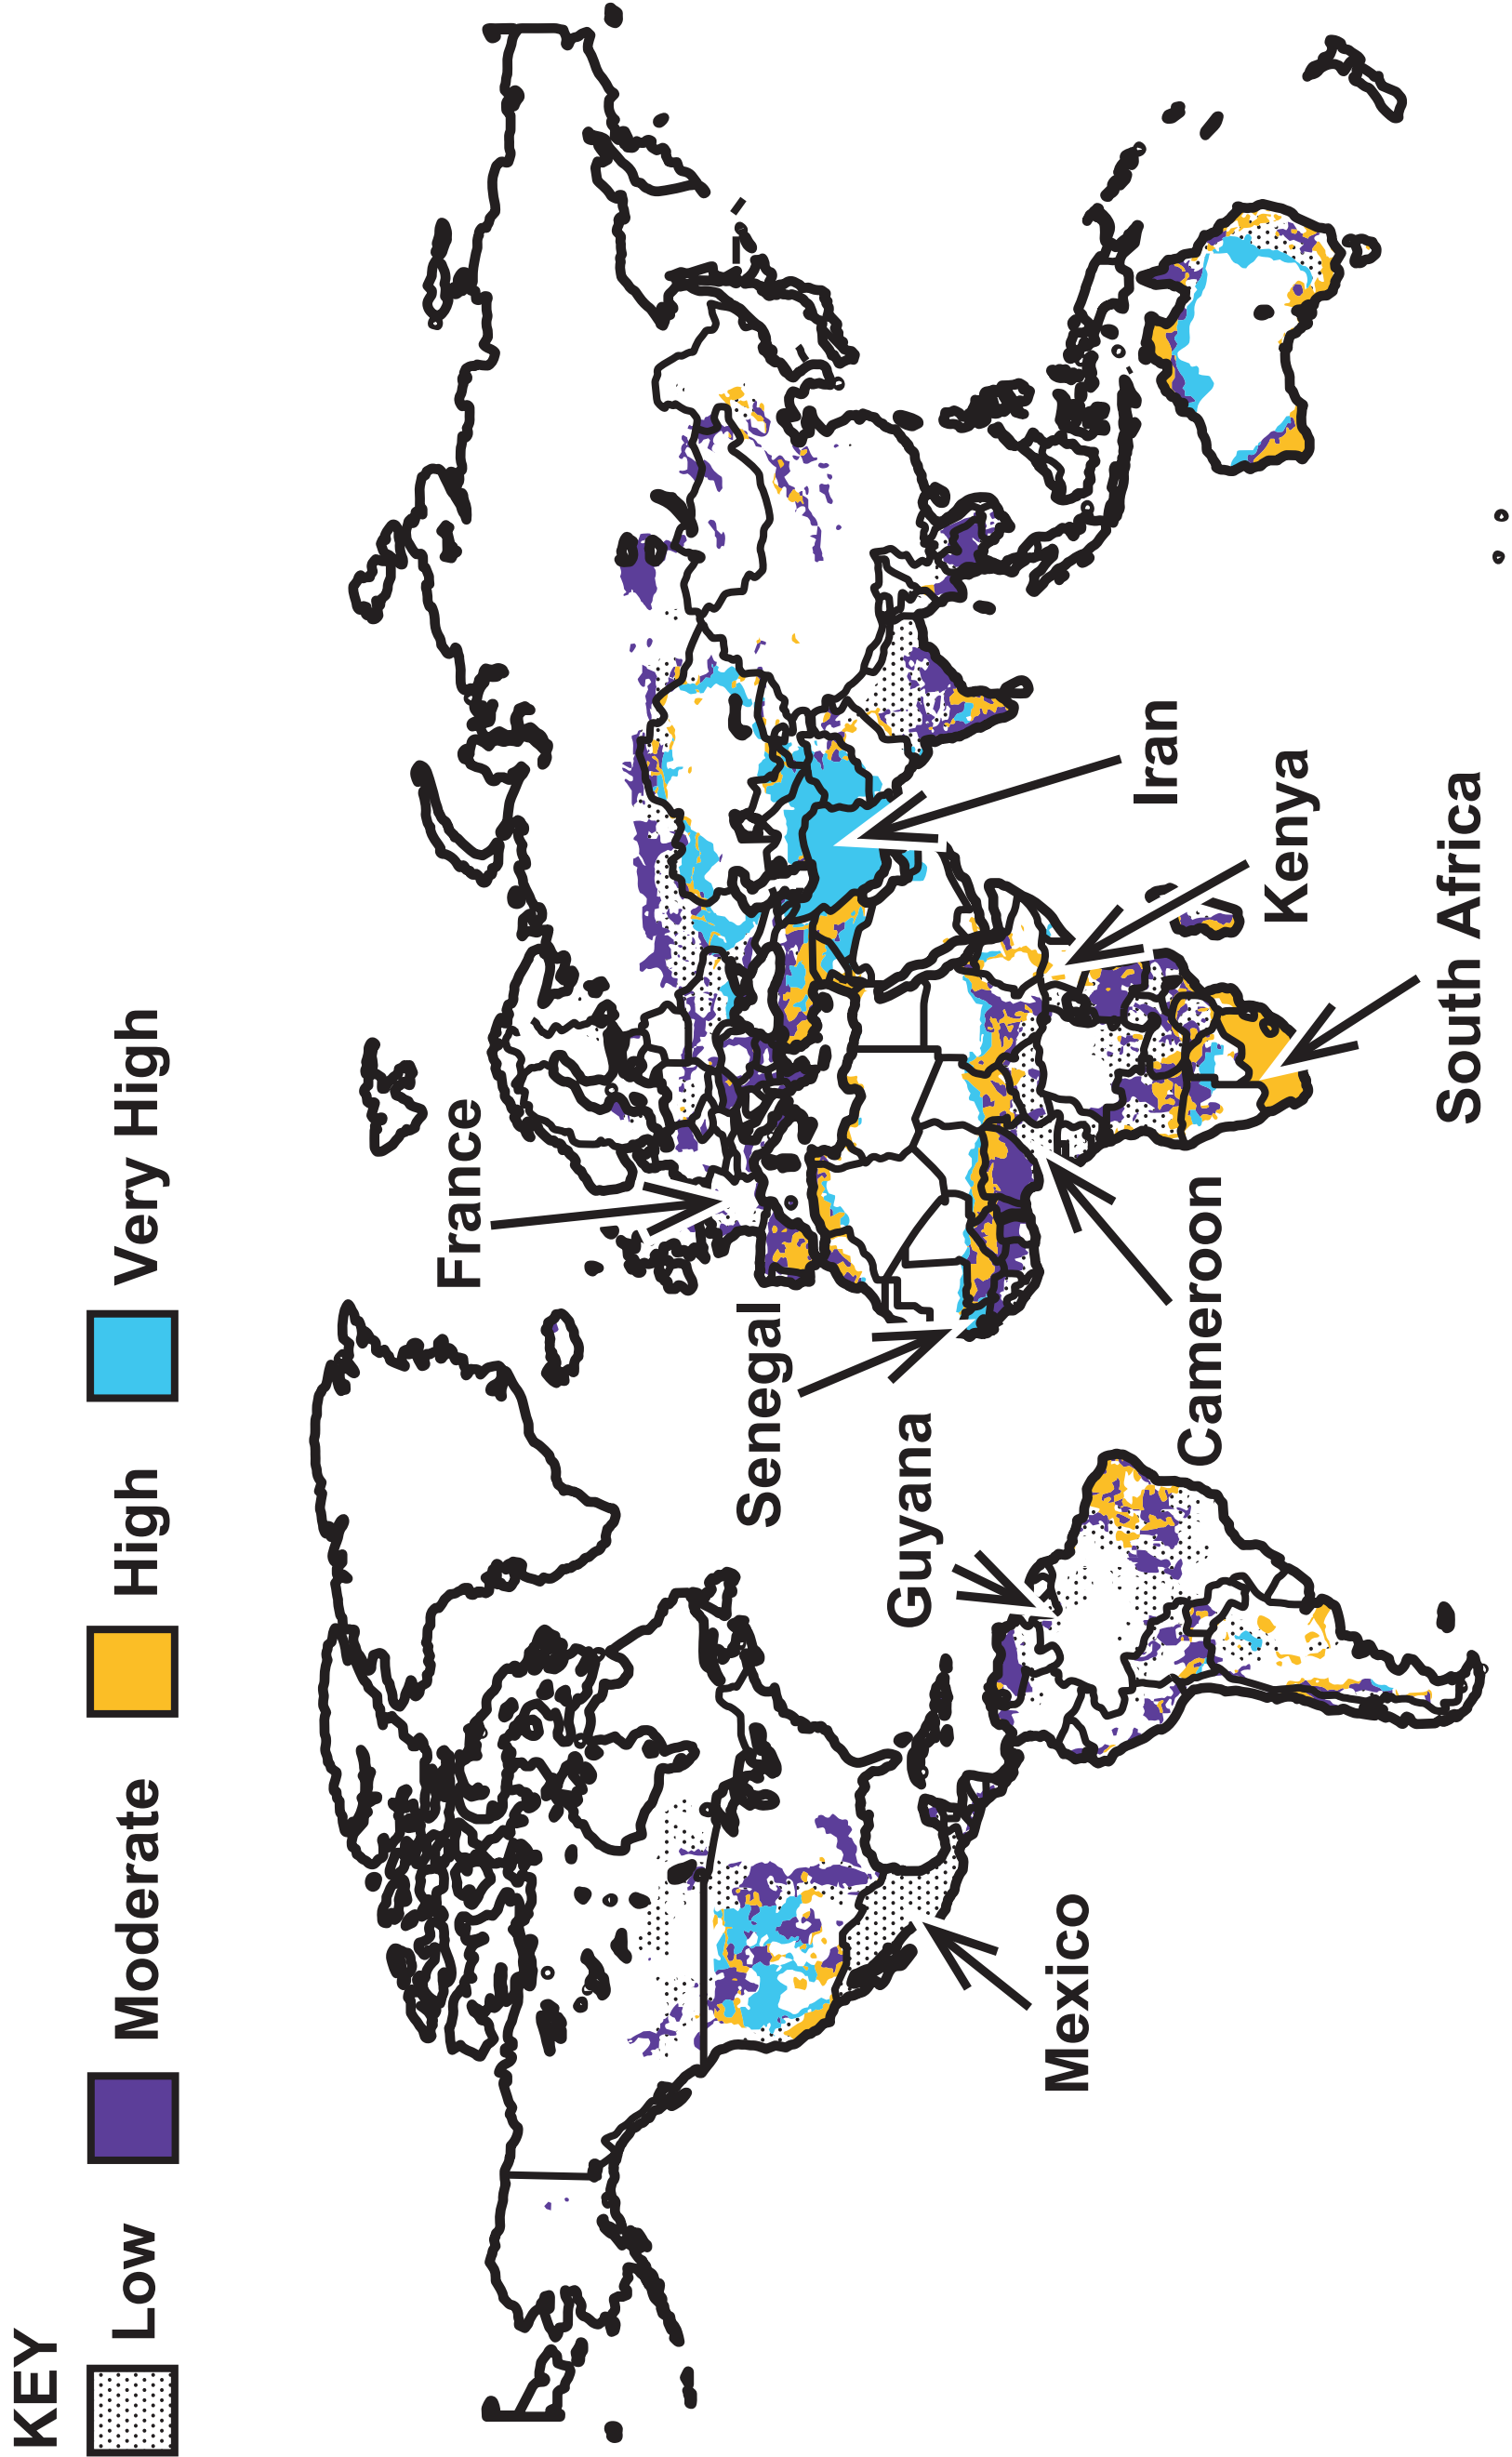 KEY
Low
Moderate
High
Very High
France
Senegal
Guyana
Mexico
Cameroon
Iran
Kenya
South Africa